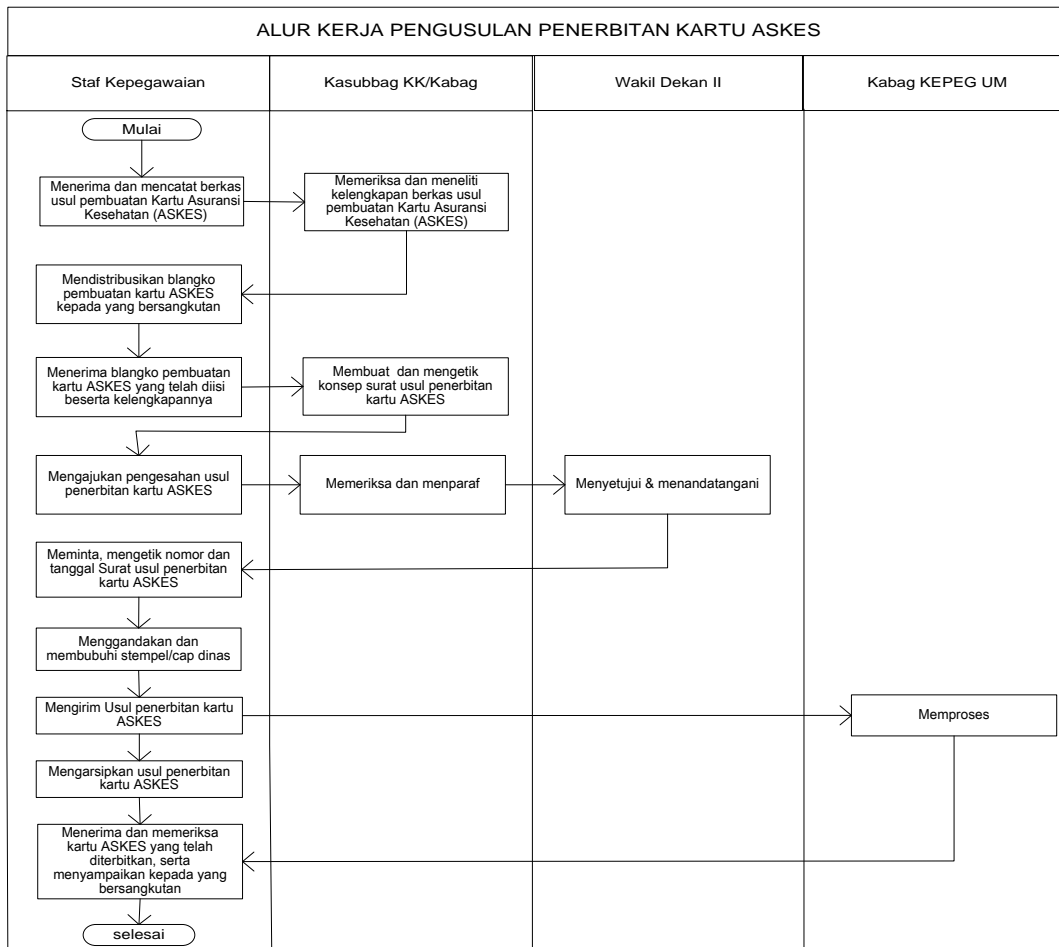 ALUR KERJA PENGUSULAN PENERBITAN KARTU ASKES
Staf Kepegawaian
Kasubbag KK/Kabag
Wakil Dekan II
Kabag KEPEG UM
Mulai
Menerima dan mencatat berkas
usul pembuatan Kartu Asuransi
Kesehatan (ASKES)
Memeriksa dan meneliti
kelengkapan berkas usul
pembuatan Kartu Asuransi
Kesehatan (ASKES)
Mendistribusikan blangko
pembuatan kartu ASKES
kepada yang bersangkutan
Menerima blangko pembuatan
kartu ASKES yang telah diisi
beserta kelengkapannya
Membuat dan mengetik
konsep surat usul penerbitan
kartu ASKES
Mengajukan pengesahan usul
penerbitan kartu ASKES
Memeriksa dan menparaf
Menyetujui & menandatangani
Meminta, mengetik nomor dan
tanggal Surat usul penerbitan
kartu ASKES
Menggandakan dan
membubuhi stempel/cap dinas
Mengirim Usul penerbitan kartu
ASKES
Memproses
Mengarsipkan usul penerbitan
kartu ASKES
Menerima dan memeriksa
kartu ASKES yang telah
diterbitkan, serta
menyampaikan kepada yang
bersangkutan
selesai